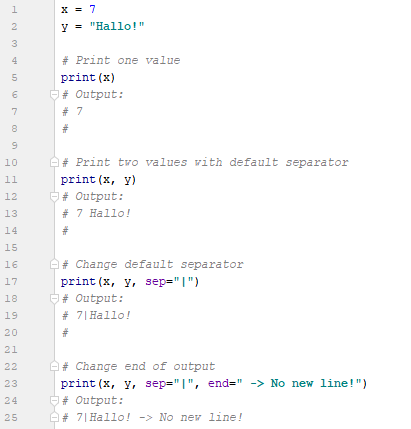 1 x = 7
2 y = "Hallo!"
3
4 # Print one value
5 print(x)
6 # Output:
7 # 7
8 #
9
10 # Print two values with default separator
11 print(x, y)
12 # Output:
13 # 7 Hallo!
14 #
15
16 # Change default separator
17 print(x, y, sep="|")
18 # Output:
19 # 7|Hallo!
20 #
21
22 # Change end of output
23 print(x, y, sep="|", end=" -> No new line!")
24 # Output:
25 # 7|Hallo! -> No new line!